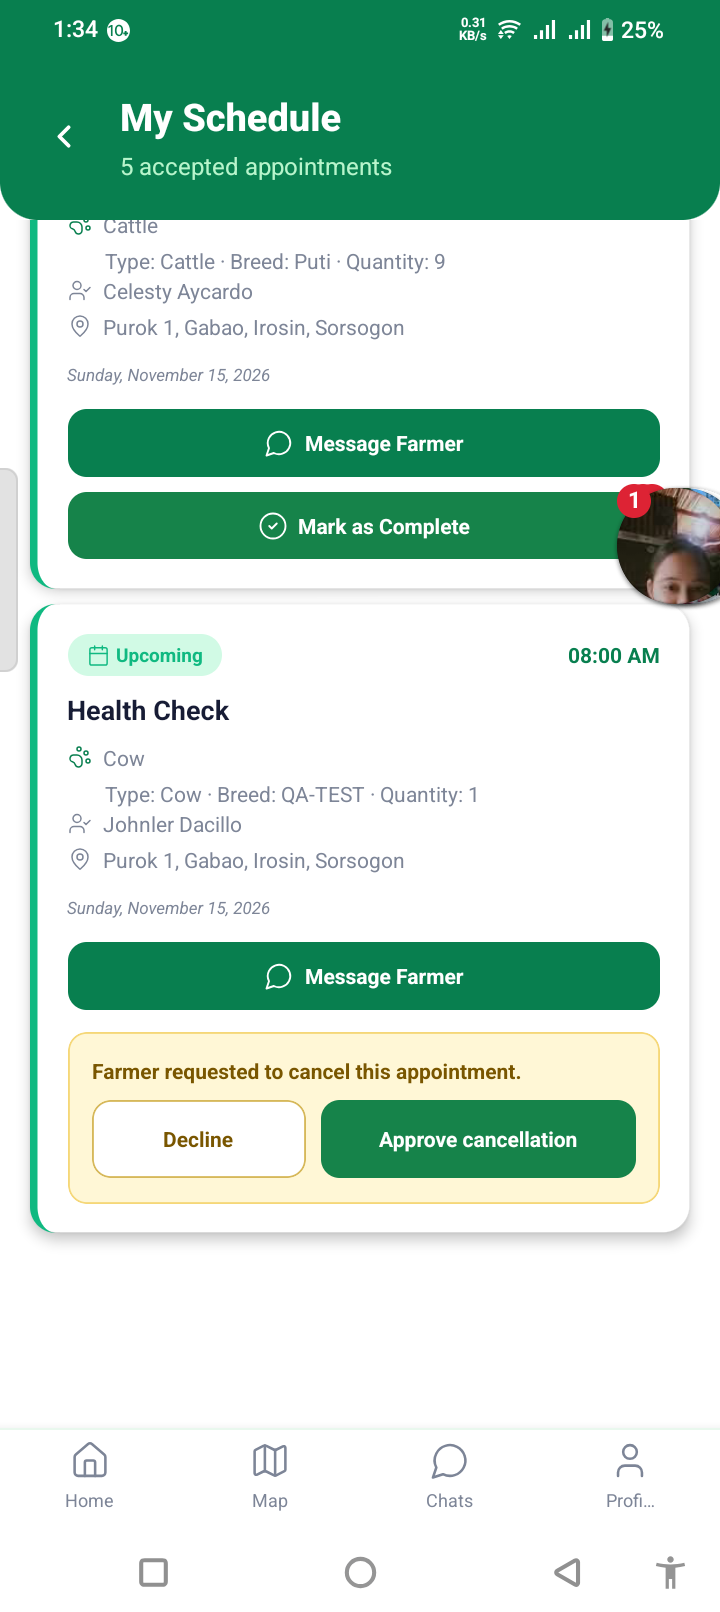 1:34
10
0.31
KB/s
25%
My Schedule
5 accepted appointments
Cattle
Type: Cattle · Breed: Puti · Quantity: 9
Celesty Aycardo
Purok 1, Gabao, Irosin, Sorsogon
Sunday, November 15, 2026
Message Farmer
1
Mark as Complete
Upcoming
08:00 AM
Health Check
Cow
Type: Cow · Breed: QA-TEST · Quantity: 1
Johnler Dacillo
Purok 1, Gabao, Irosin, Sorsogon
Sunday, November 15, 2026
Message Farmer
Farmer requested to cancel this appointment.
Decline
Approve cancellation
Home
Map
Chats
Profi...